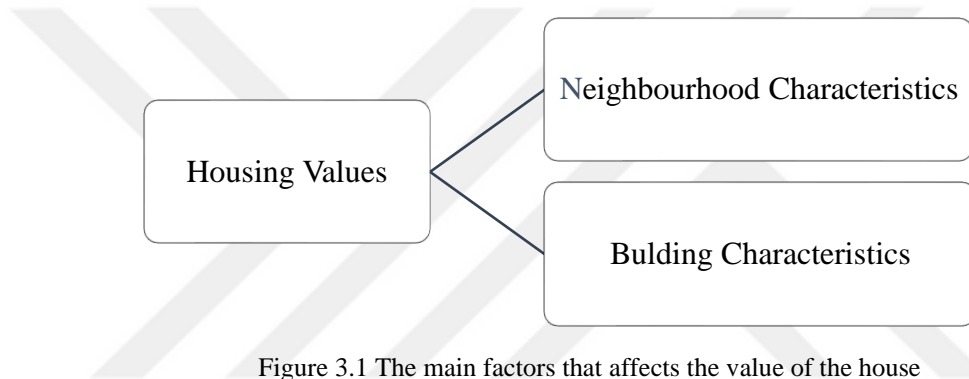 Neighbourhood Characteristics
Housing Values
Bulding Characteristics
Figure 3.1 The main factors that affects the value of the house